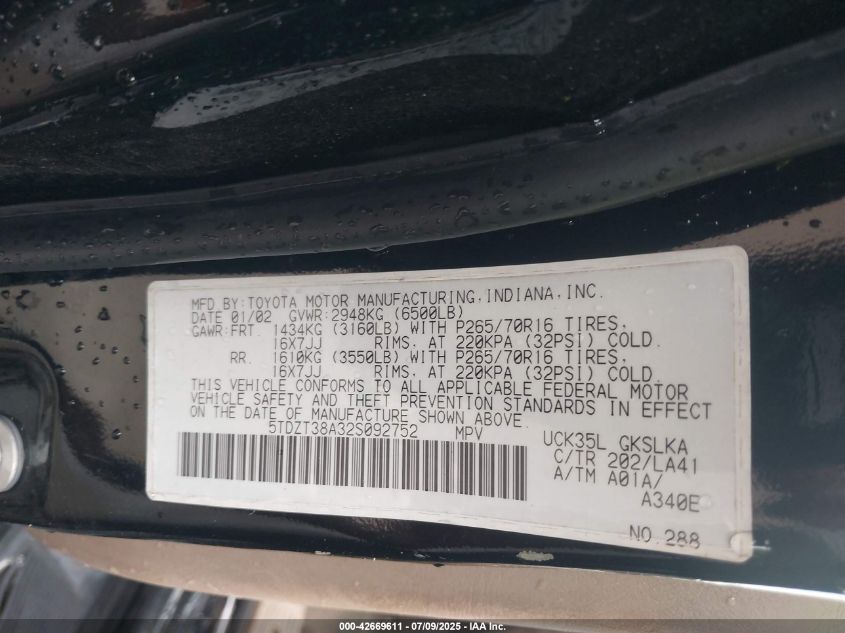 MFD BY:TOYOTA MOTOR MANUFACTURING,INDIANA,INC.
DATE 01/02 GVWR:2948KG (6500LB)
GAWR:FRT. 1434KG (3160LB) WITH P265/70R16 TIRES,
16X7JJ RIMS, AT 220KPA (32PSI) COLD.
RR. 1610KG (3550LB) WITH P265/70R16 TIRES,
16X7JJ RIMS, AT 220KPA (32PSI) COLD.
THIS VEHICLE CONFORMS TO ALL APPLICABLE FEDERAL MOTOR
VEHICLE SAFETY AND THEFT PREVENTION STANDARDS IN EFFECT
ON THE DATE OF MANUFACTURE SHOWN ABOVE.
5TDZT38A32S092752 MPV
UCK35L GKSLKA
C/TR 202/LA41
A/TM A01A/
A340E
NO.288
000-42669611 - 07/09/2025 - IAA Inc.